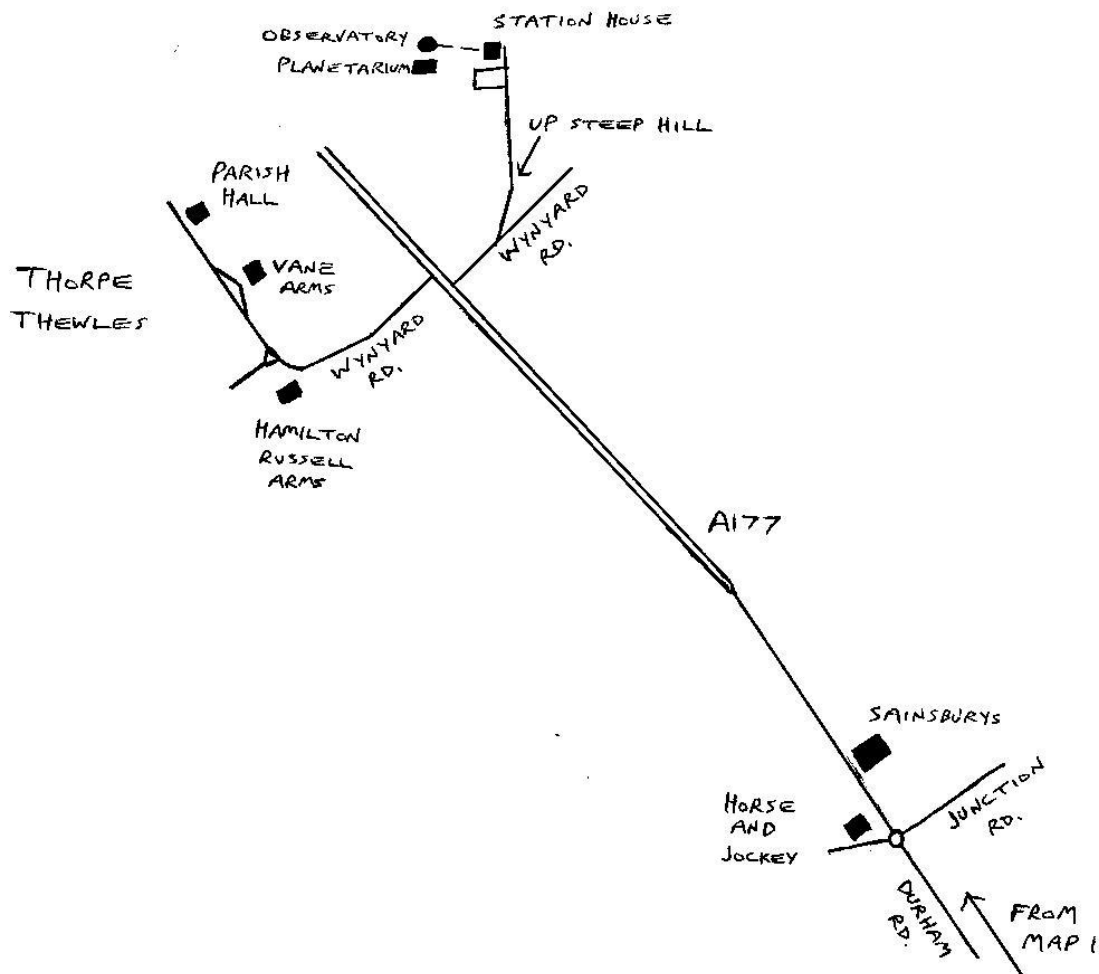 STATION HOUSE
OBSERVATORY
PLANETARIUM
UP STEEP HILL
PARISH
HALL
WYNYARD
RD.
VANE
ARMS
THORPE
THEWLES
WYNYARD
RD.
HAMILTON
RUSSELL
ARMS
A177
SAINSBURYS
JUNCTION
RD.
HORSE
AND
JOCKEY
DURHAM
RD.
FROM
MAP 1